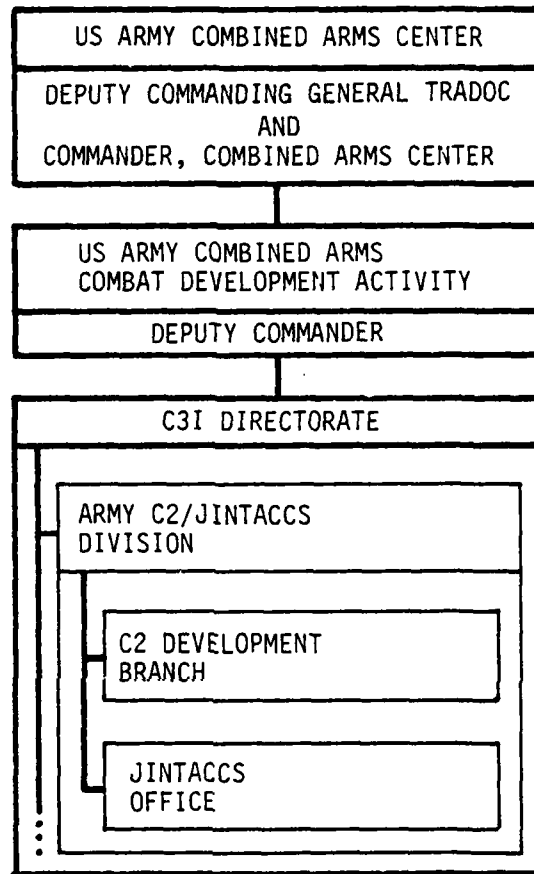 US ARMY COMBINED ARMS CENTER
DEPUTY COMMANDING GENERAL TRADOC
AND
COMMANDER, COMBINED ARMS CENTER
US ARMY COMBINED ARMS
COMBAT DEVELOPMENT ACTIVITY
DEPUTY COMMANDER
C3I DIRECTORATE
ARMY C2/JINTACCS
DIVISION
C2 DEVELOPMENT
BRANCH
JINTACCS
OFFICE